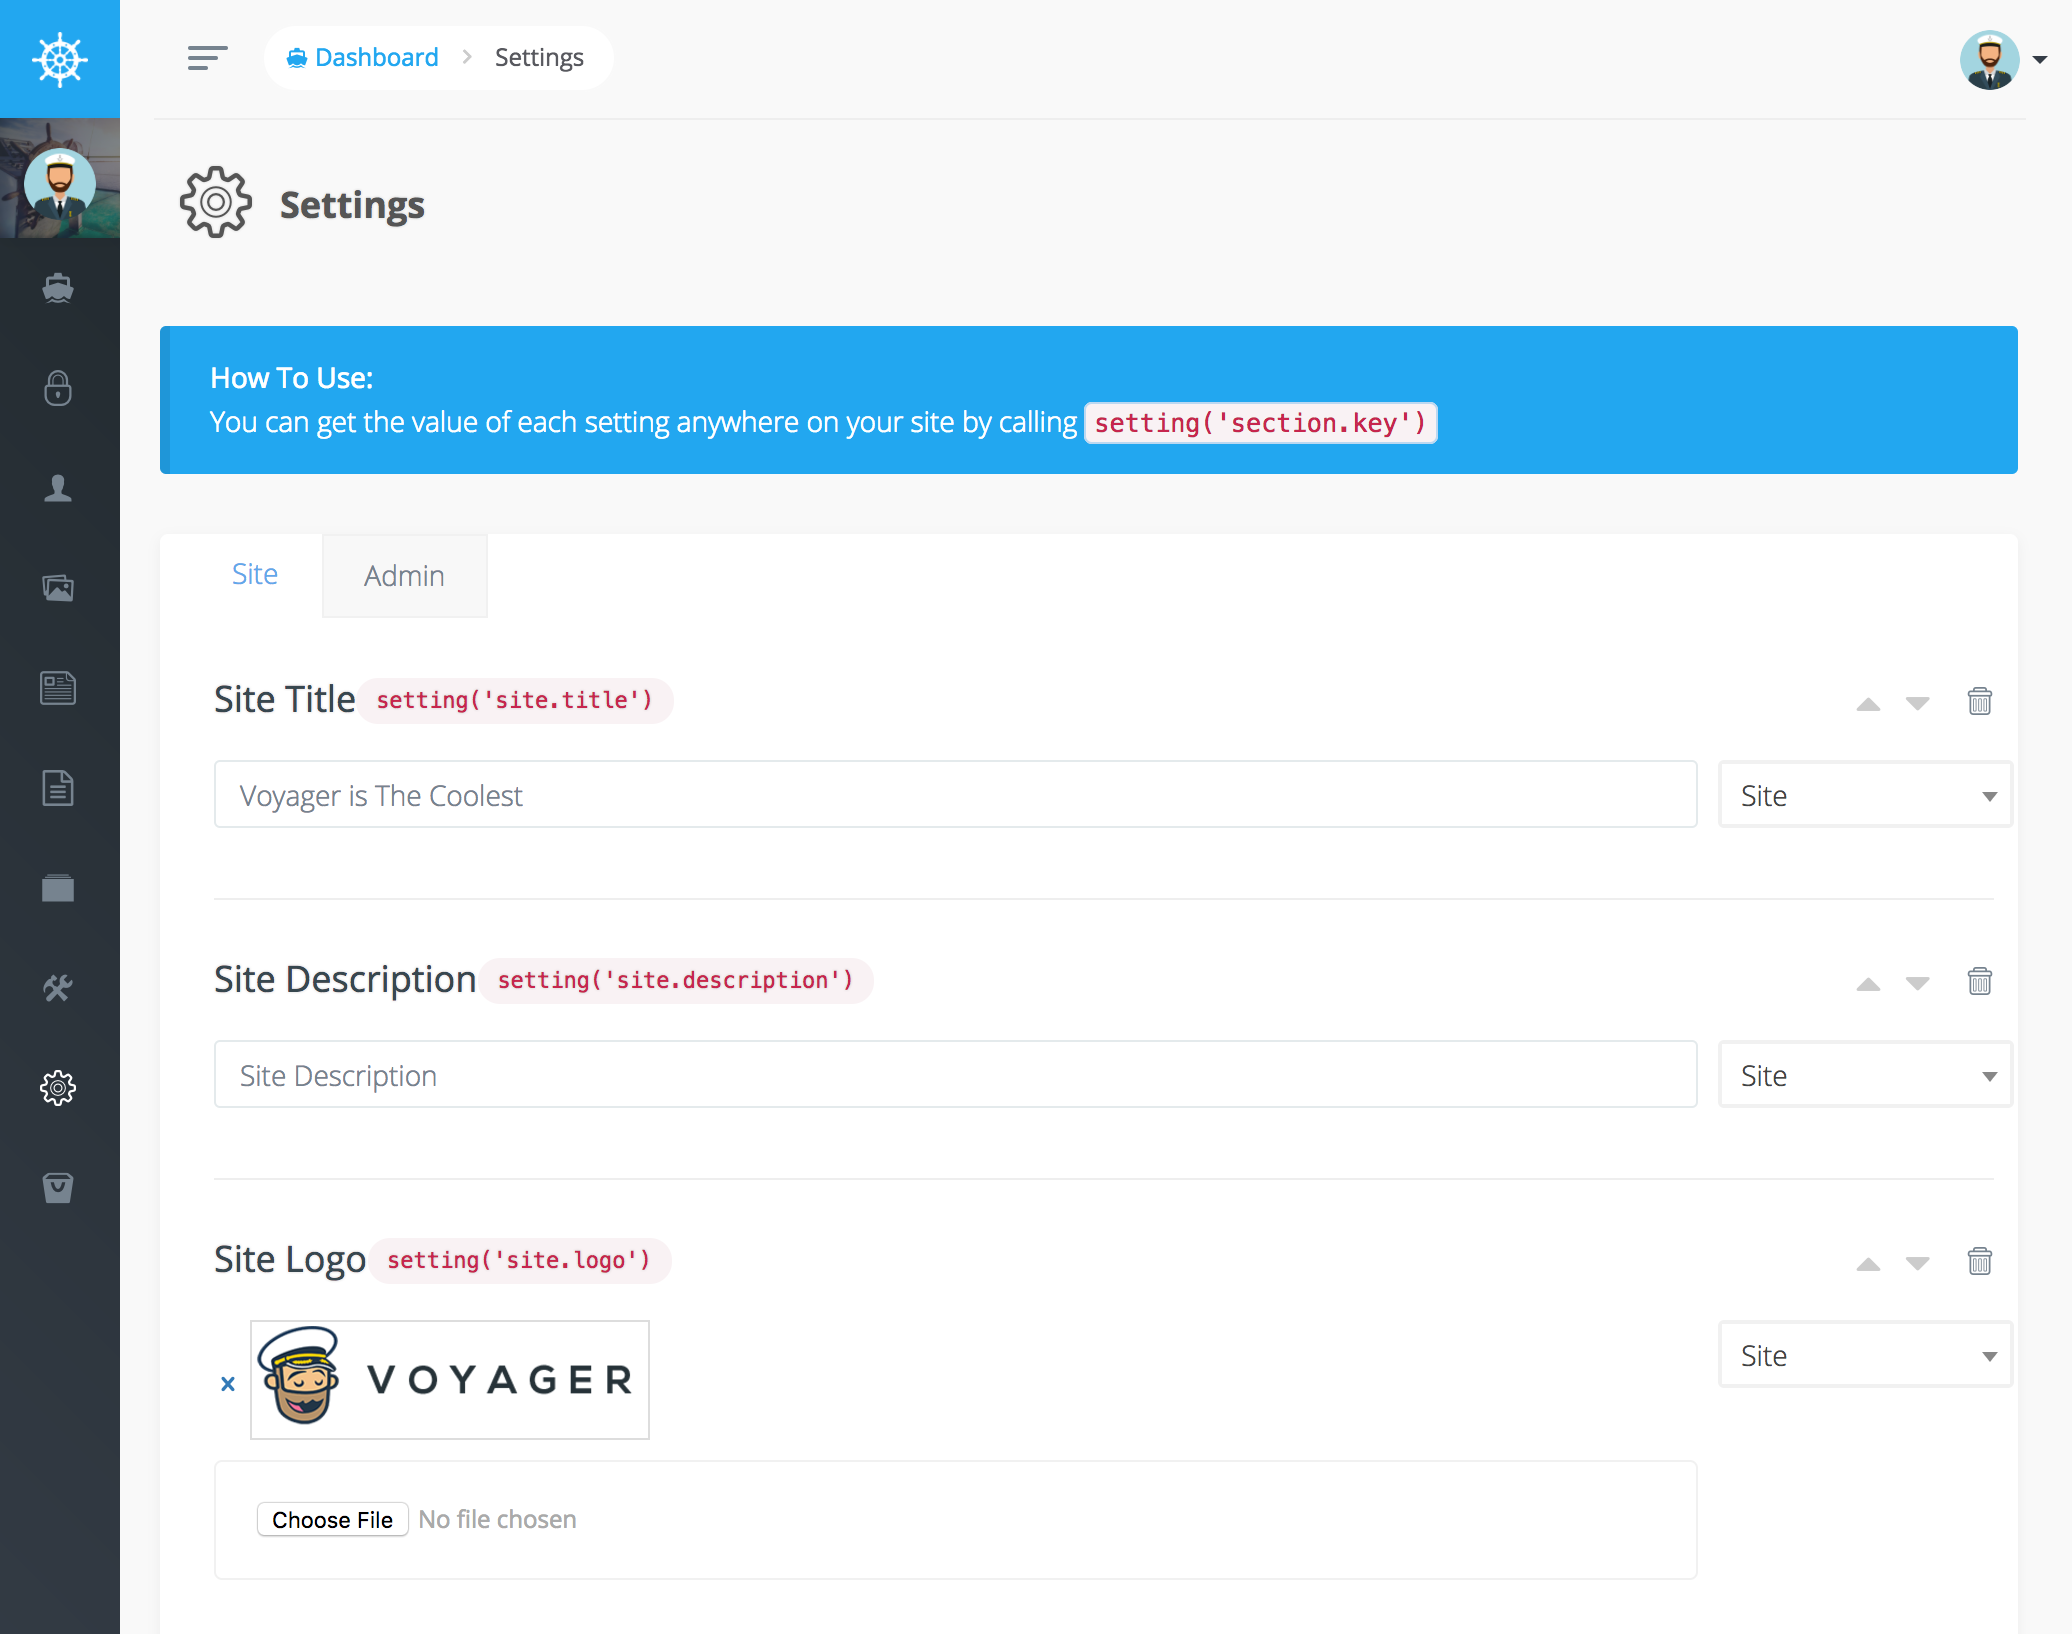 Dashboard > Settings
Settings
How To Use:
You can get the value of each setting anywhere on your site by calling setting('section.key')
Site Admin
Site Title setting('site.title')
Voyager is The Coolest Site
Site Description setting('site.description')
Site Description Site
Site Logo setting('site.logo')
x VOYAGER Site
Choose File No file chosen